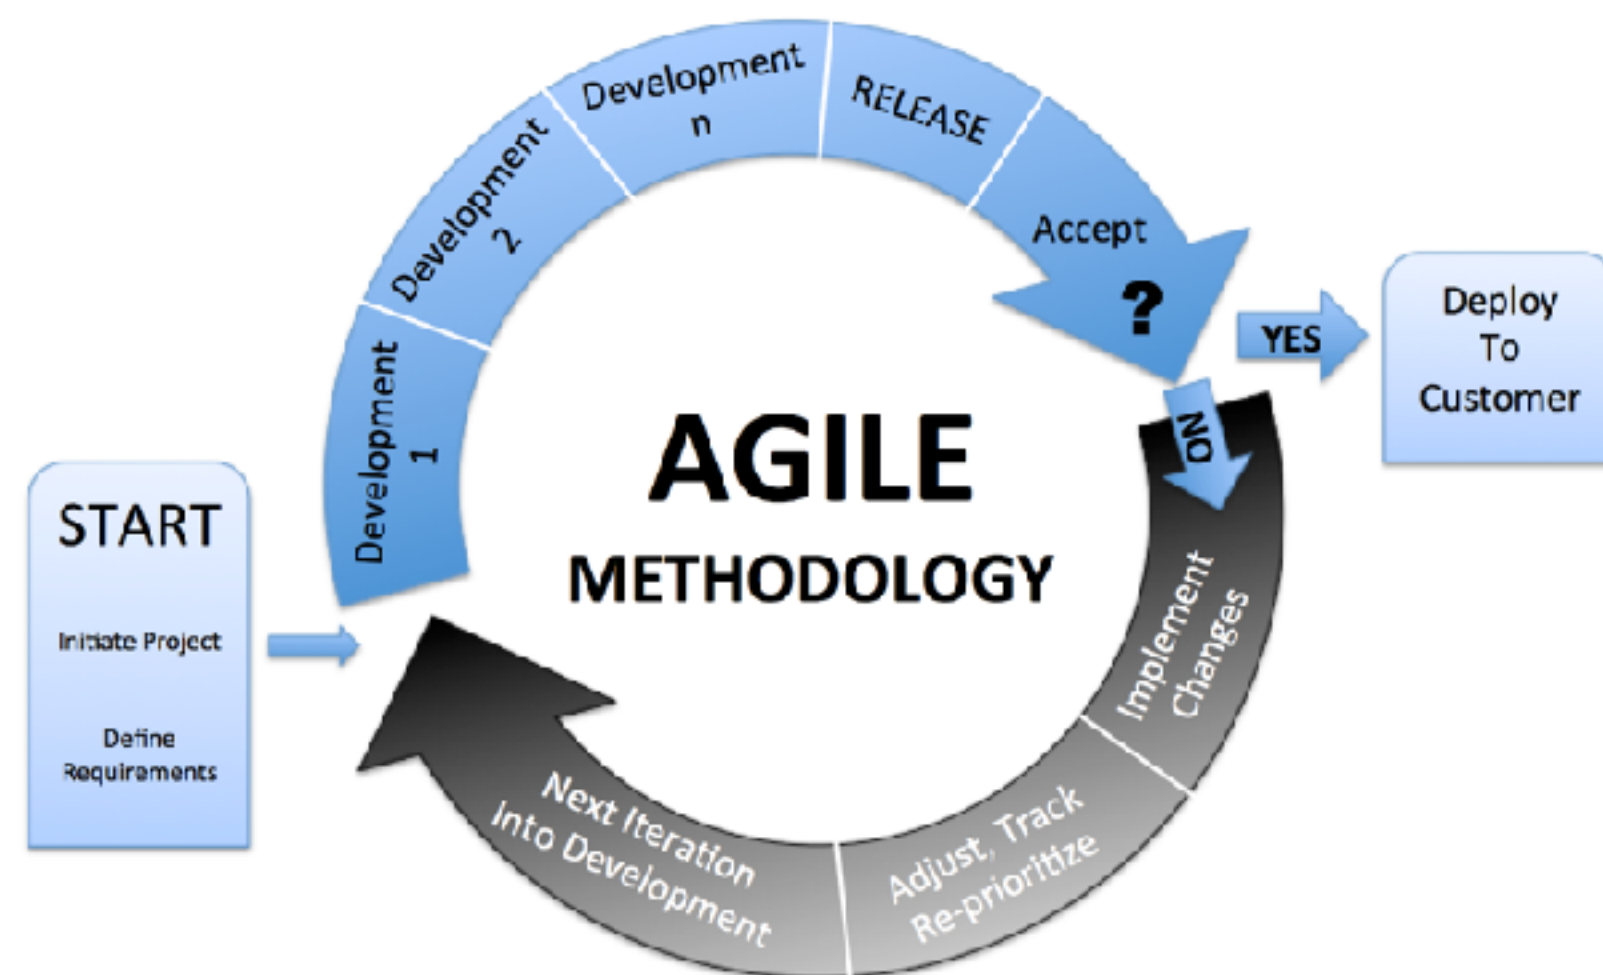 START
Initiate Project
Define
Requirements
Development
1
Development
2
Development
n
RELEASE
Accept
?
YES
Deploy
To
Customer
NO
Implement
Changes
Adjust, Track
Re-prioritize
Next Iteration
into Development
AGILE
METHODOLOGY